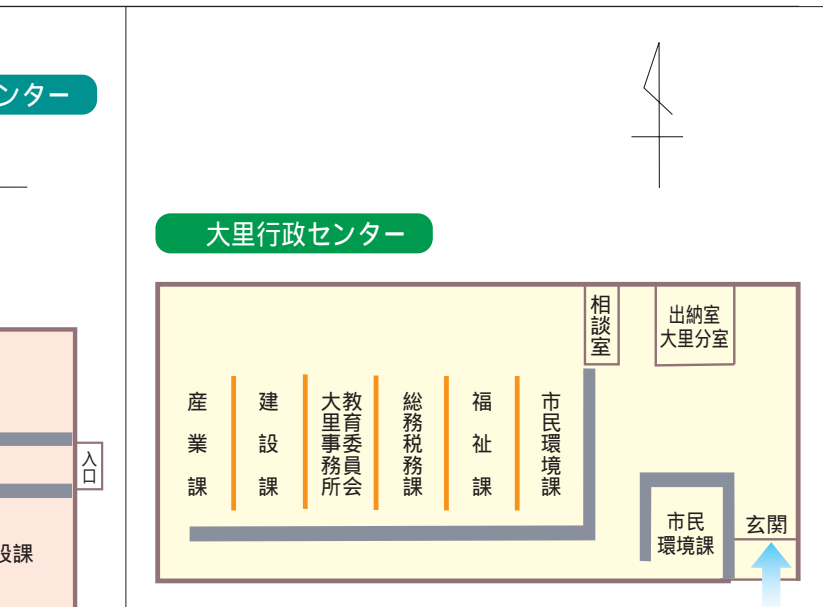 ンター
大里行政センター
相談室
出納室
大里分室
産業課
建設課
教育委員会
大里事務所
総務税務課
福祉課
市民環境課
入口
設課
市民
環境課
玄関